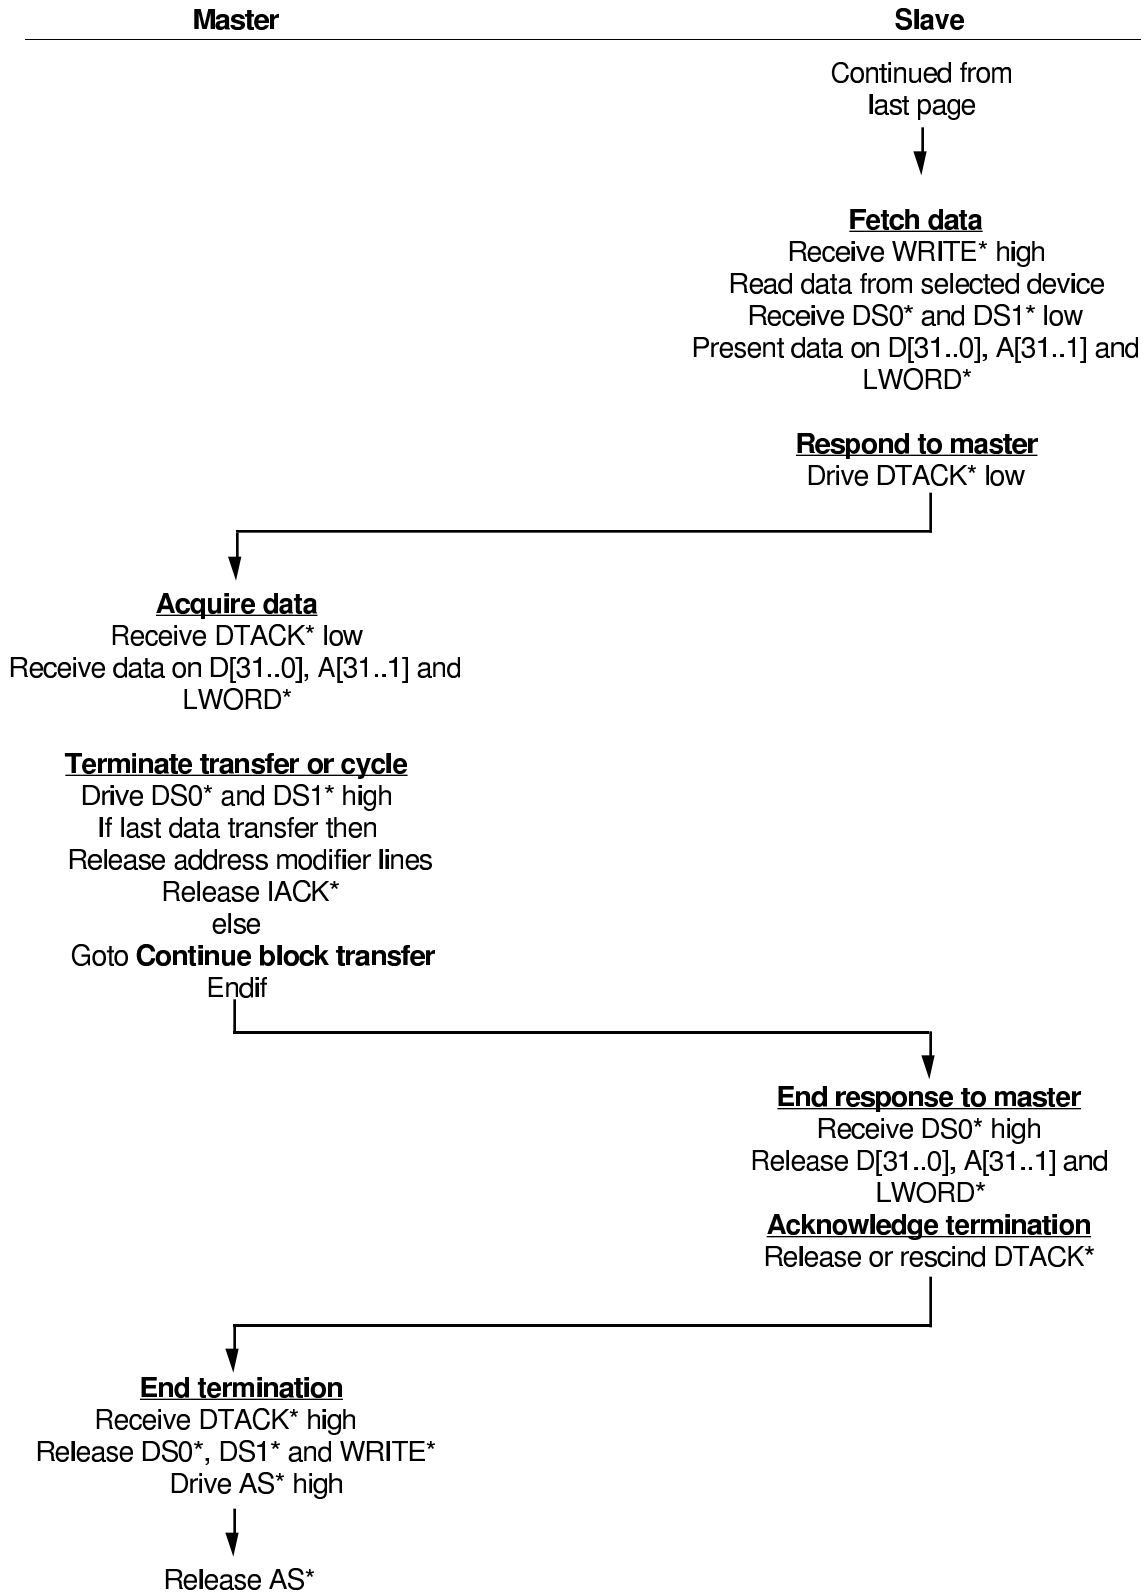 Master
Slave
Continued from
last page
Fetch data
Receive WRITE* high
Read data from selected device
Receive DS0* and DS1* low
Present data on D[31..0], A[31..1] and
LWORD*
Respond to master
Drive DTACK* low
Acquire data
Receive DTACK* low
Receive data on D[31..0], A[31..1] and
LWORD*
Terminate transfer or cycle
Drive DS0* and DS1* high
If last data transfer then
Release address modifier lines
Release IACK*
else
Goto Continue block transfer
Endif
End response to master
Receive DS0* high
Release D[31..0], A[31..1] and
LWORD*
Acknowledge termination
Release or rescind DTACK*
End termination
Receive DTACK* high
Release DS0*, DS1* and WRITE*
Drive AS* high
Release AS*